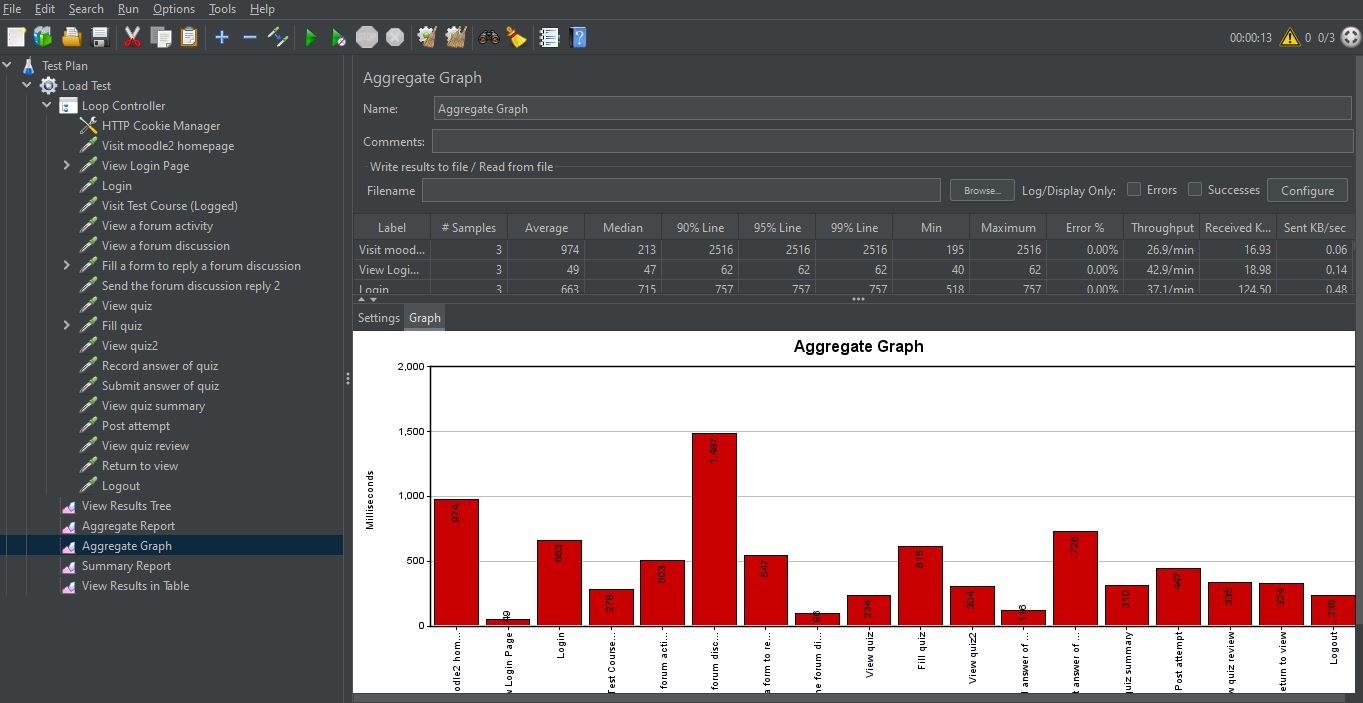 File Edit Search Run Options Tools Help
00:00:13 0 0/3
Test Plan
Load Test
Loop Controller
HTTP Cookie Manager
Visit moodle2 homepage
View Login Page
Login
Visit Test Course (Logged)
View a forum activity
View a forum discussion
Fill a form to reply a forum discussion
Send the forum discussion reply 2
View quiz
Fill quiz
View quiz2
Record answer of quiz
Submit answer of quiz
View quiz summary
Post attempt
View quiz review
Return to view
Logout
View Results Tree
Aggregate Report
Aggregate Graph
Summary Report
View Results in Table
Aggregate Graph
Name: Aggregate Graph
Comments:
Write results to file / Read from file
Filename Browse... Log/Display Only: Errors Successes Configure
Label # Samples Average Median 90% Line 95% Line 99% Line Min Maximum Error % Throughput Received K... Sent KB/sec
Visit mood... 3 974 213 2516 2516 2516 195 2516 0.00% 26.9/min 16.93 0.06
View Logi... 3 49 47 62 62 62 40 62 0.00% 42.9/min 18.98 0.14
Login 3 663 715 757 757 757 518 757 0.00% 37.1/min 124.50 0.48
Settings Graph
Aggregate Graph
Milliseconds
2,000
1,500
1,000
500
0
974
49
663
278
503
547
234
615
304
728
310
447
324
odle2 hom...
w Login Page
Login
Test Course...
forum acti...
forum disc...
a form to re...
he forum di...
View quiz
Fill quiz
View quiz2
d answer of ...
t answer of ...
quiz summary
Post attempt
w quiz review
eturn to view
Logout